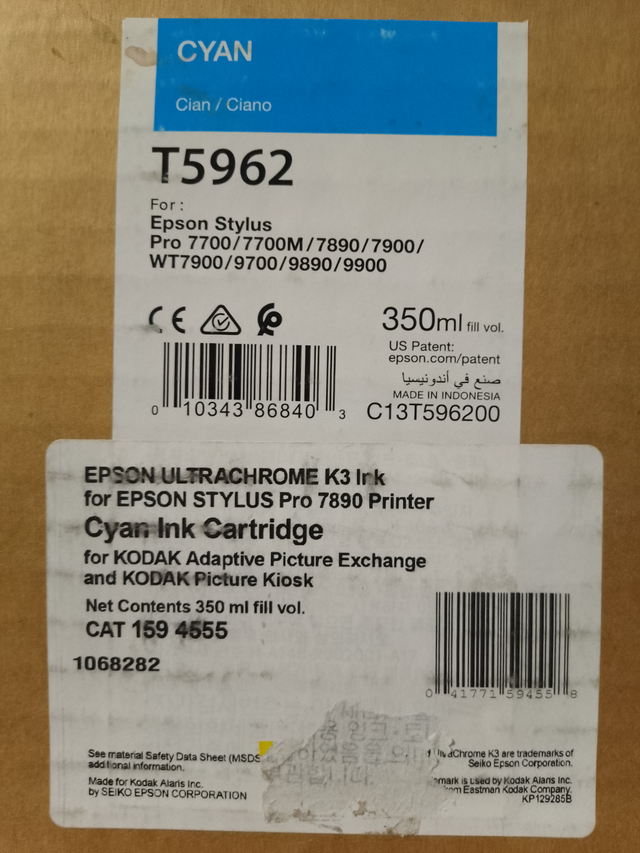 CYAN
Cian / Ciano
T5962
For :
Epson Stylus
Pro 7700/7700M/7890/7900/
WT7900/9700/9890/9900
CE
350ml fill vol.
US Patent:
epson.com/patent
صنع في أندونيسيا
MADE IN INDONESIA
0 10343 86840 3
C13T596200
EPSON ULTRACHROME K3 Ink
for EPSON STYLUS Pro 7890 Printer
Cyan Ink Cartridge
for KODAK Adaptive Picture Exchange
and KODAK Picture Kiosk
Net Contents 350 ml fill vol.
CAT 159 4555
1068282
0 41771 59455 8
See material Safety Data Sheet (MSDS
additional information.
Made for Kodak Alaris Inc.
by SEIKO EPSON CORPORATION
Chrome K3 are trademarks of
Seiko Epson Corporation.
is used by Kodak Alaris Inc.
Eastman Kodak Company.
KP129285B